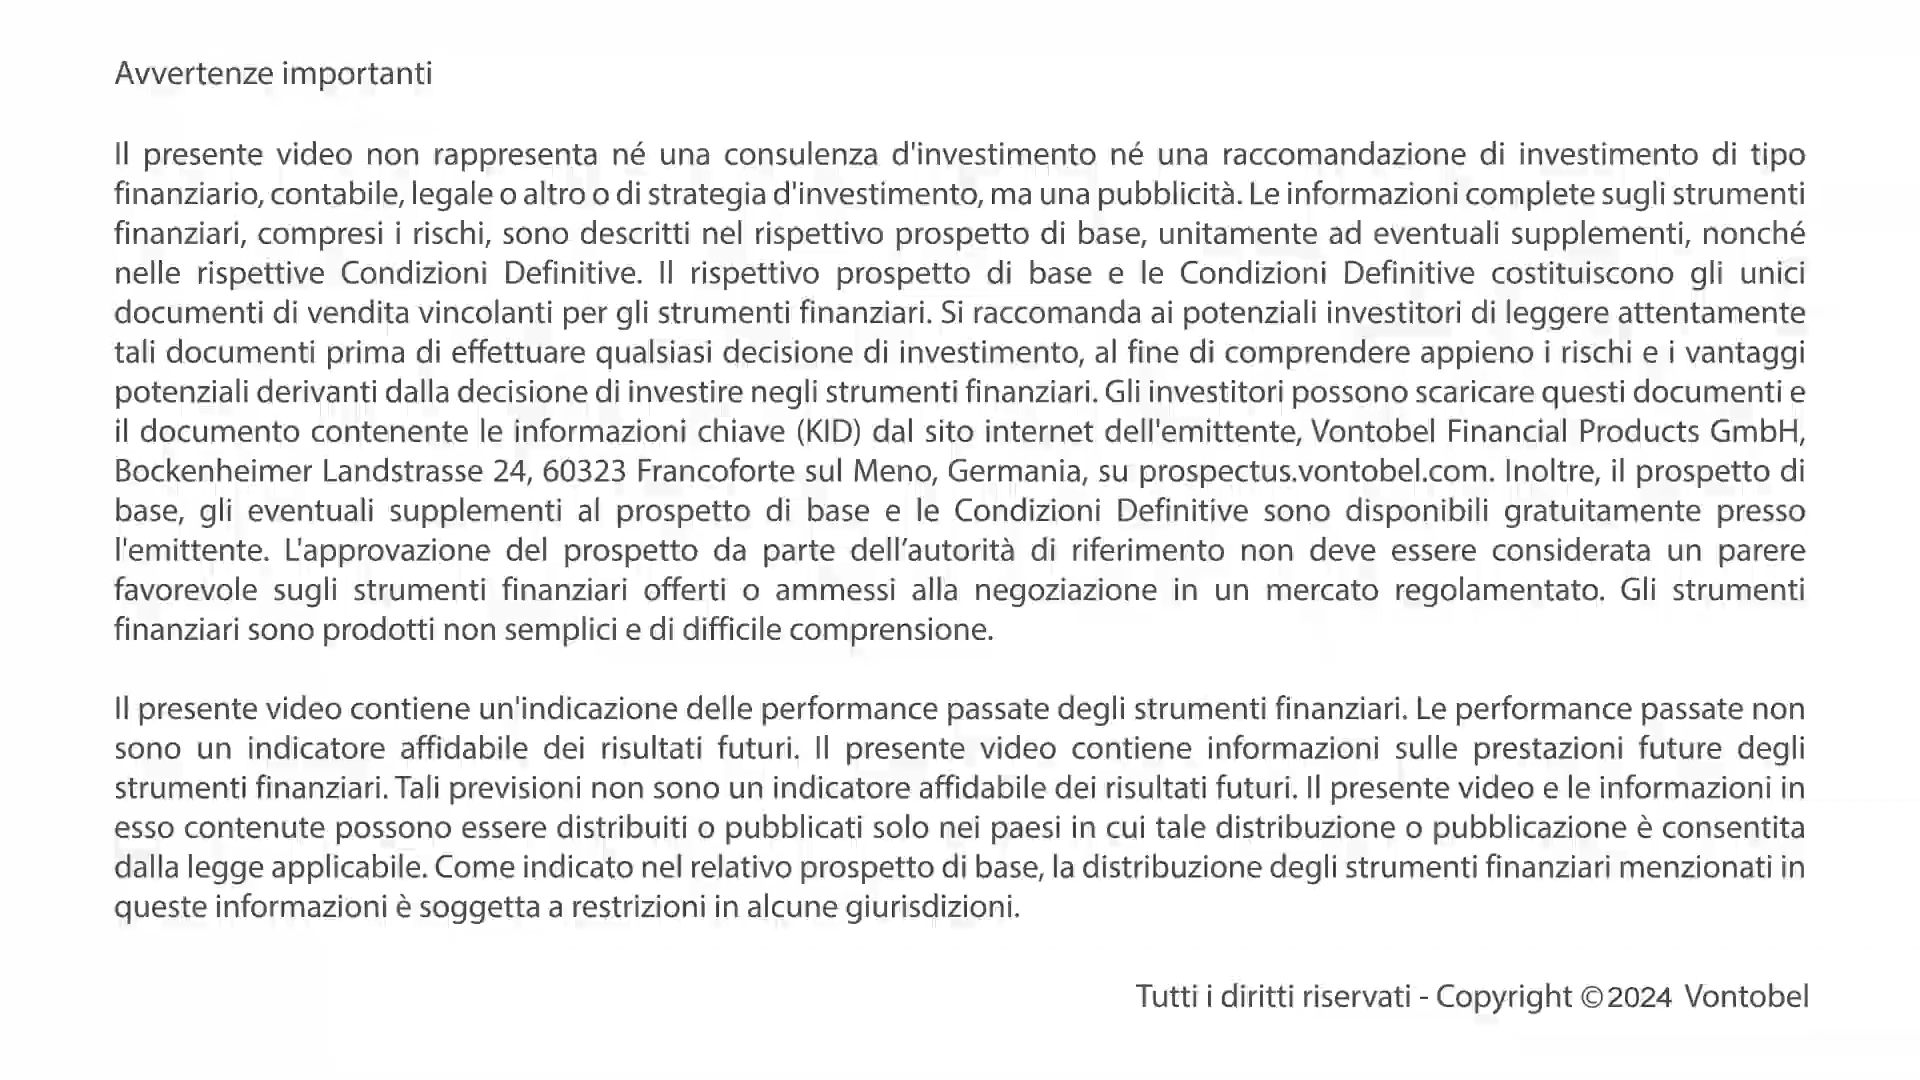 Avvertenze importanti
Il presente video non rappresenta né una consulenza d'investimento né una raccomandazione di investimento di tipo
finanziario, contabile, legale o altro o di strategia d'investimento, ma una pubblicità. Le informazioni complete sugli strumenti
finanziari, compresi i rischi, sono descritti nel rispettivo prospetto di base, unitamente ad eventuali supplementi, nonché
nelle rispettive Condizioni Definitive. Il rispettivo prospetto di base e le Condizioni Definitive costituiscono gli unici
documenti di vendita vincolanti per gli strumenti finanziari. Si raccomanda ai potenziali investitori di leggere attentamente
tali documenti prima di effettuare qualsiasi decisione di investimento, al fine di comprendere appieno i rischi e i vantaggi
potenziali derivanti dalla decisione di investire negli strumenti finanziari. Gli investitori possono scaricare questi documenti e
il documento contenente le informazioni chiave (KID) dal sito internet dell'emittente, Vontobel Financial Products GmbH,
Bockenheimer Landstrasse 24, 60323 Francoforte sul Meno, Germania, su prospectus.vontobel.com. Inoltre, il prospetto di
base, gli eventuali supplementi al prospetto di base e le Condizioni Definitive sono disponibili gratuitamente presso
l'emittente. L'approvazione del prospetto da parte dell’autorità di riferimento non deve essere considerata un parere
favorevole sugli strumenti finanziari offerti o ammessi alla negoziazione in un mercato regolamentato. Gli strumenti
finanziari sono prodotti non semplici e di difficile comprensione.
Il presente video contiene un'indicazione delle performance passate degli strumenti finanziari. Le performance passate non
sono un indicatore affidabile dei risultati futuri. Il presente video contiene informazioni sulle prestazioni future degli
strumenti finanziari. Tali previsioni non sono un indicatore affidabile dei risultati futuri. Il presente video e le informazioni in
esso contenute possono essere distribuiti o pubblicati solo nei paesi in cui tale distribuzione o pubblicazione è consentita
dalla legge applicabile. Come indicato nel relativo prospetto di base, la distribuzione degli strumenti finanziari menzionati in
queste informazioni è soggetta a restrizioni in alcune giurisdizioni.
Tutti i diritti riservati - Copyright ©2024 Vontobel